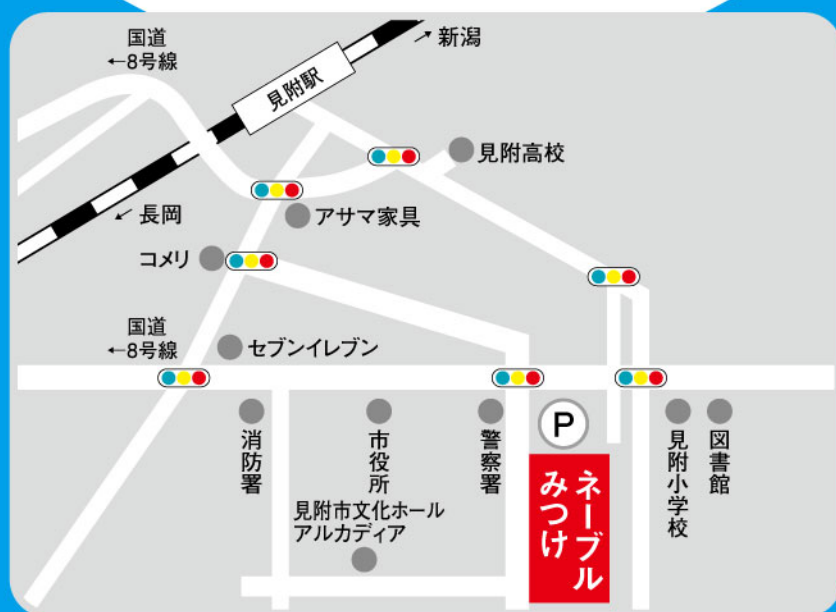 国道
←8号線
→新潟
見附駅
見附高校
←長岡
アサマ家具
コメリ
国道
←8号線
セブンイレブン
消防署
市役所
警察署
P
見附小学校
図書館
ネーブル
みつけ
見附市文化ホール
アルカディア